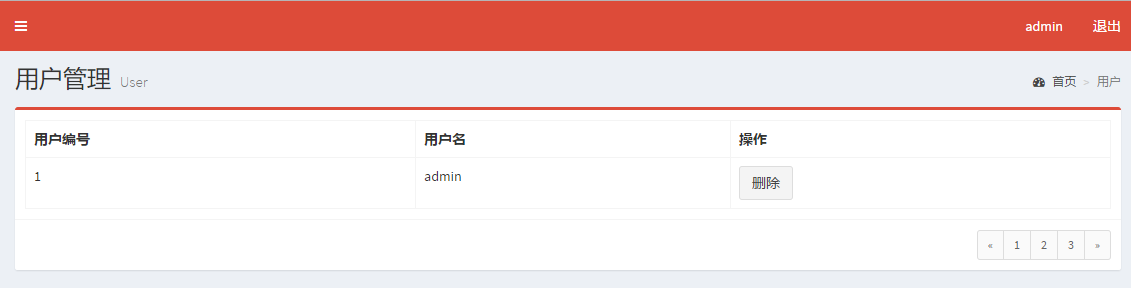 admin 退出
用户管理 User
首页 > 用户
用户编号 用户名 操作
1 admin 删除
« 1 2 3 »